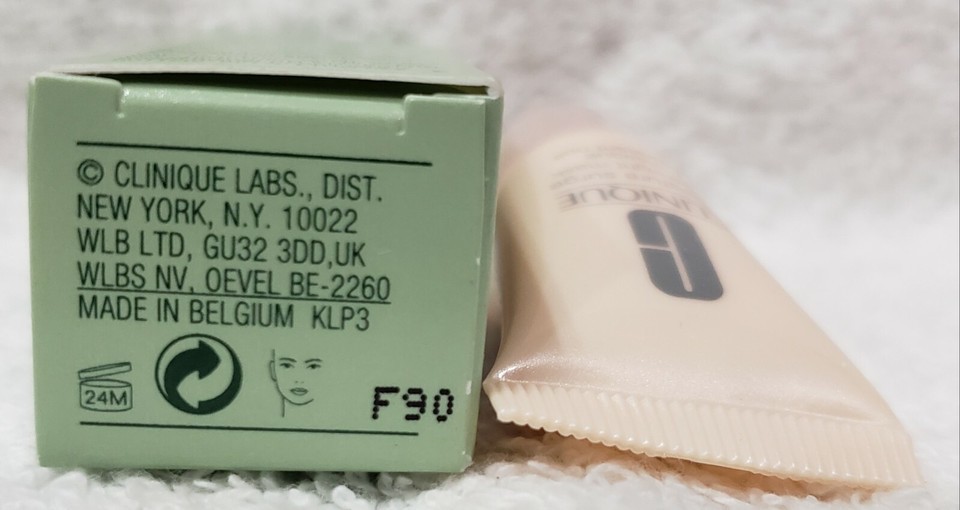 © CLINIQUE LABS., DIST.
NEW YORK, N.Y. 10022
WLB LTD, GU32 3DD,UK
WLBS NV, OEVEL BE-2260
MADE IN BELGIUM KLP3
24M
F90
CLINIQUE